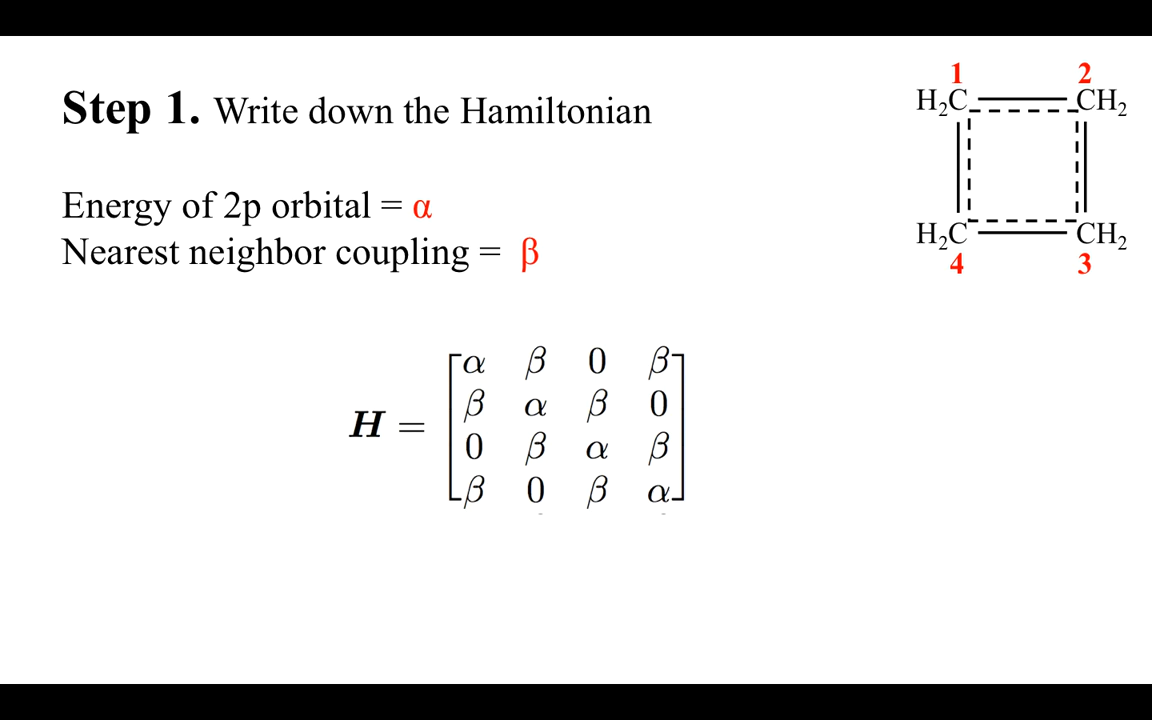 Step 1. Write down the Hamiltonian
1 2
H₂C CH₂
H₂C CH₂
4 3
Energy of 2p orbital = α
Nearest neighbor coupling = β
α β 0 β
β α β 0
H =
0 β α β
β 0 β α